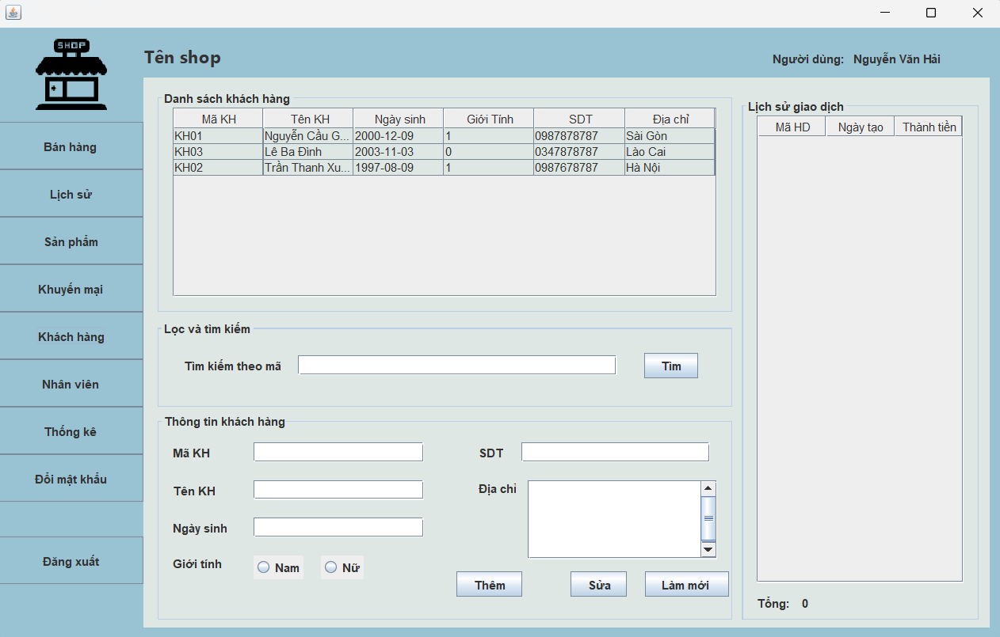 SHOP
Tên shop
Người dùng: Nguyễn Văn Hải
Bán hàng
Lịch sử
Sản phẩm
Khuyến mại
Khách hàng
Nhân viên
Thống kê
Đổi mật khẩu
Đăng xuất
Danh sách khách hàng
Mã KH Tên KH Ngày sinh Giới Tính SDT Địa chỉ
KH01 Nguyễn Cầu G... 2000-12-09 1 0987878787 Sài Gòn
KH03 Lê Ba Đình 2003-11-03 0 0347878787 Lào Cai
KH02 Trần Thanh Xu... 1997-08-09 1 0987678787 Hà Nội
Lọc và tìm kiếm
Tìm kiếm theo mã Tìm
Thông tin khách hàng
Mã KH SDT
Tên KH Địa chỉ
Ngày sinh
Giới tính Nam Nữ
Thêm Sửa Làm mới
Lịch sử giao dịch
Mã HD Ngày tạo Thành tiền
Tổng: 0